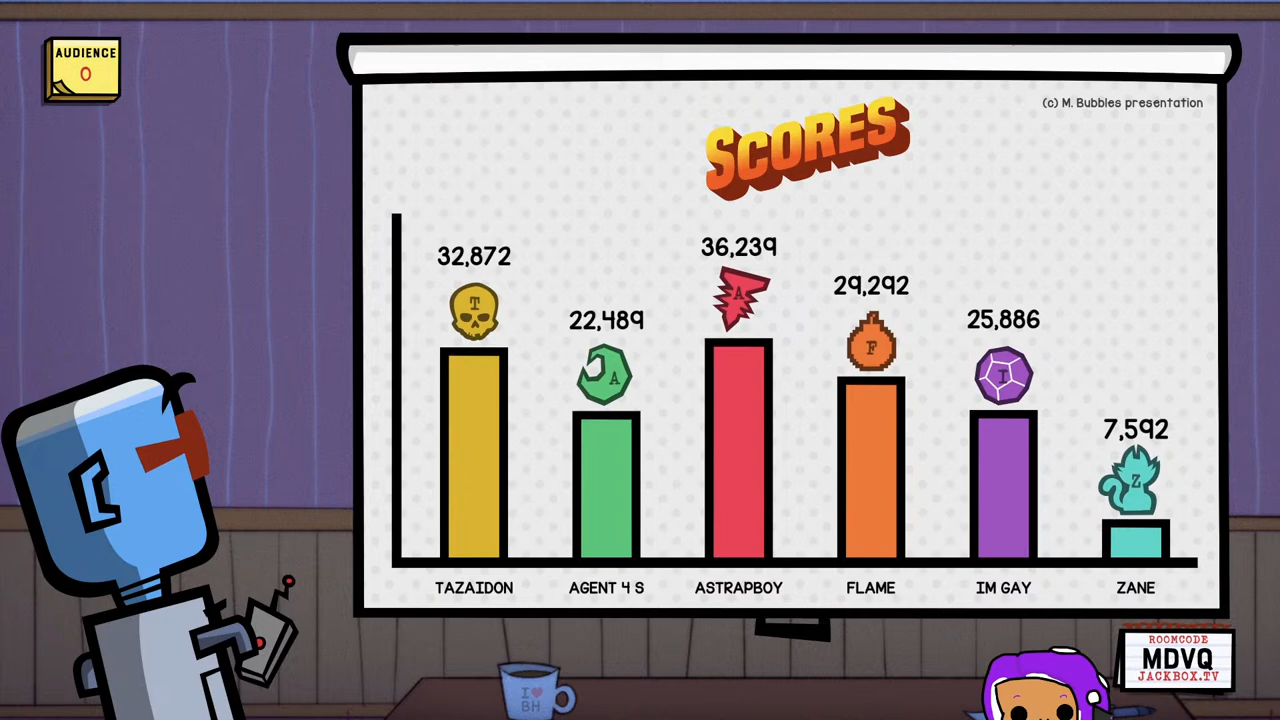 AUDIENCE
0
(c) M. Bubbles presentation
SCORES
32,872
22,489
36,239
29,292
25,886
7,592
T
A
A
F
I
Z
TAZAIDON
AGENT 4 S
ASTRAPBOY
FLAME
IM GAY
ZANE
ROOMCODE
MDVQ
JACKBOX.TV
I ❤
BH